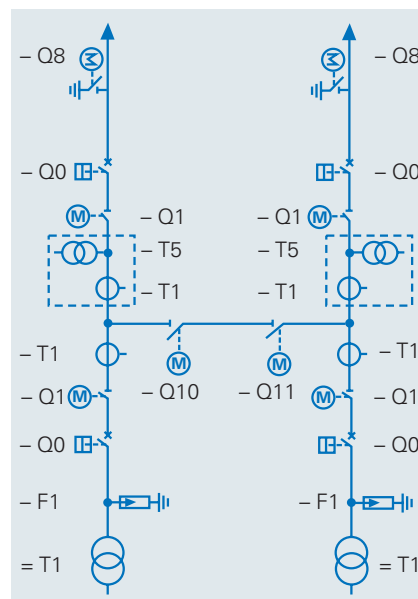 – Q8 – Q8
– Q0 – Q0
M – Q1 – Q1 M
– T5 – T5
– T1 – T1
– T1 – T1
M M
– Q1 M – Q10 – Q11 M – Q1
– Q0 – Q0
– F1 – F1
= T1 = T1